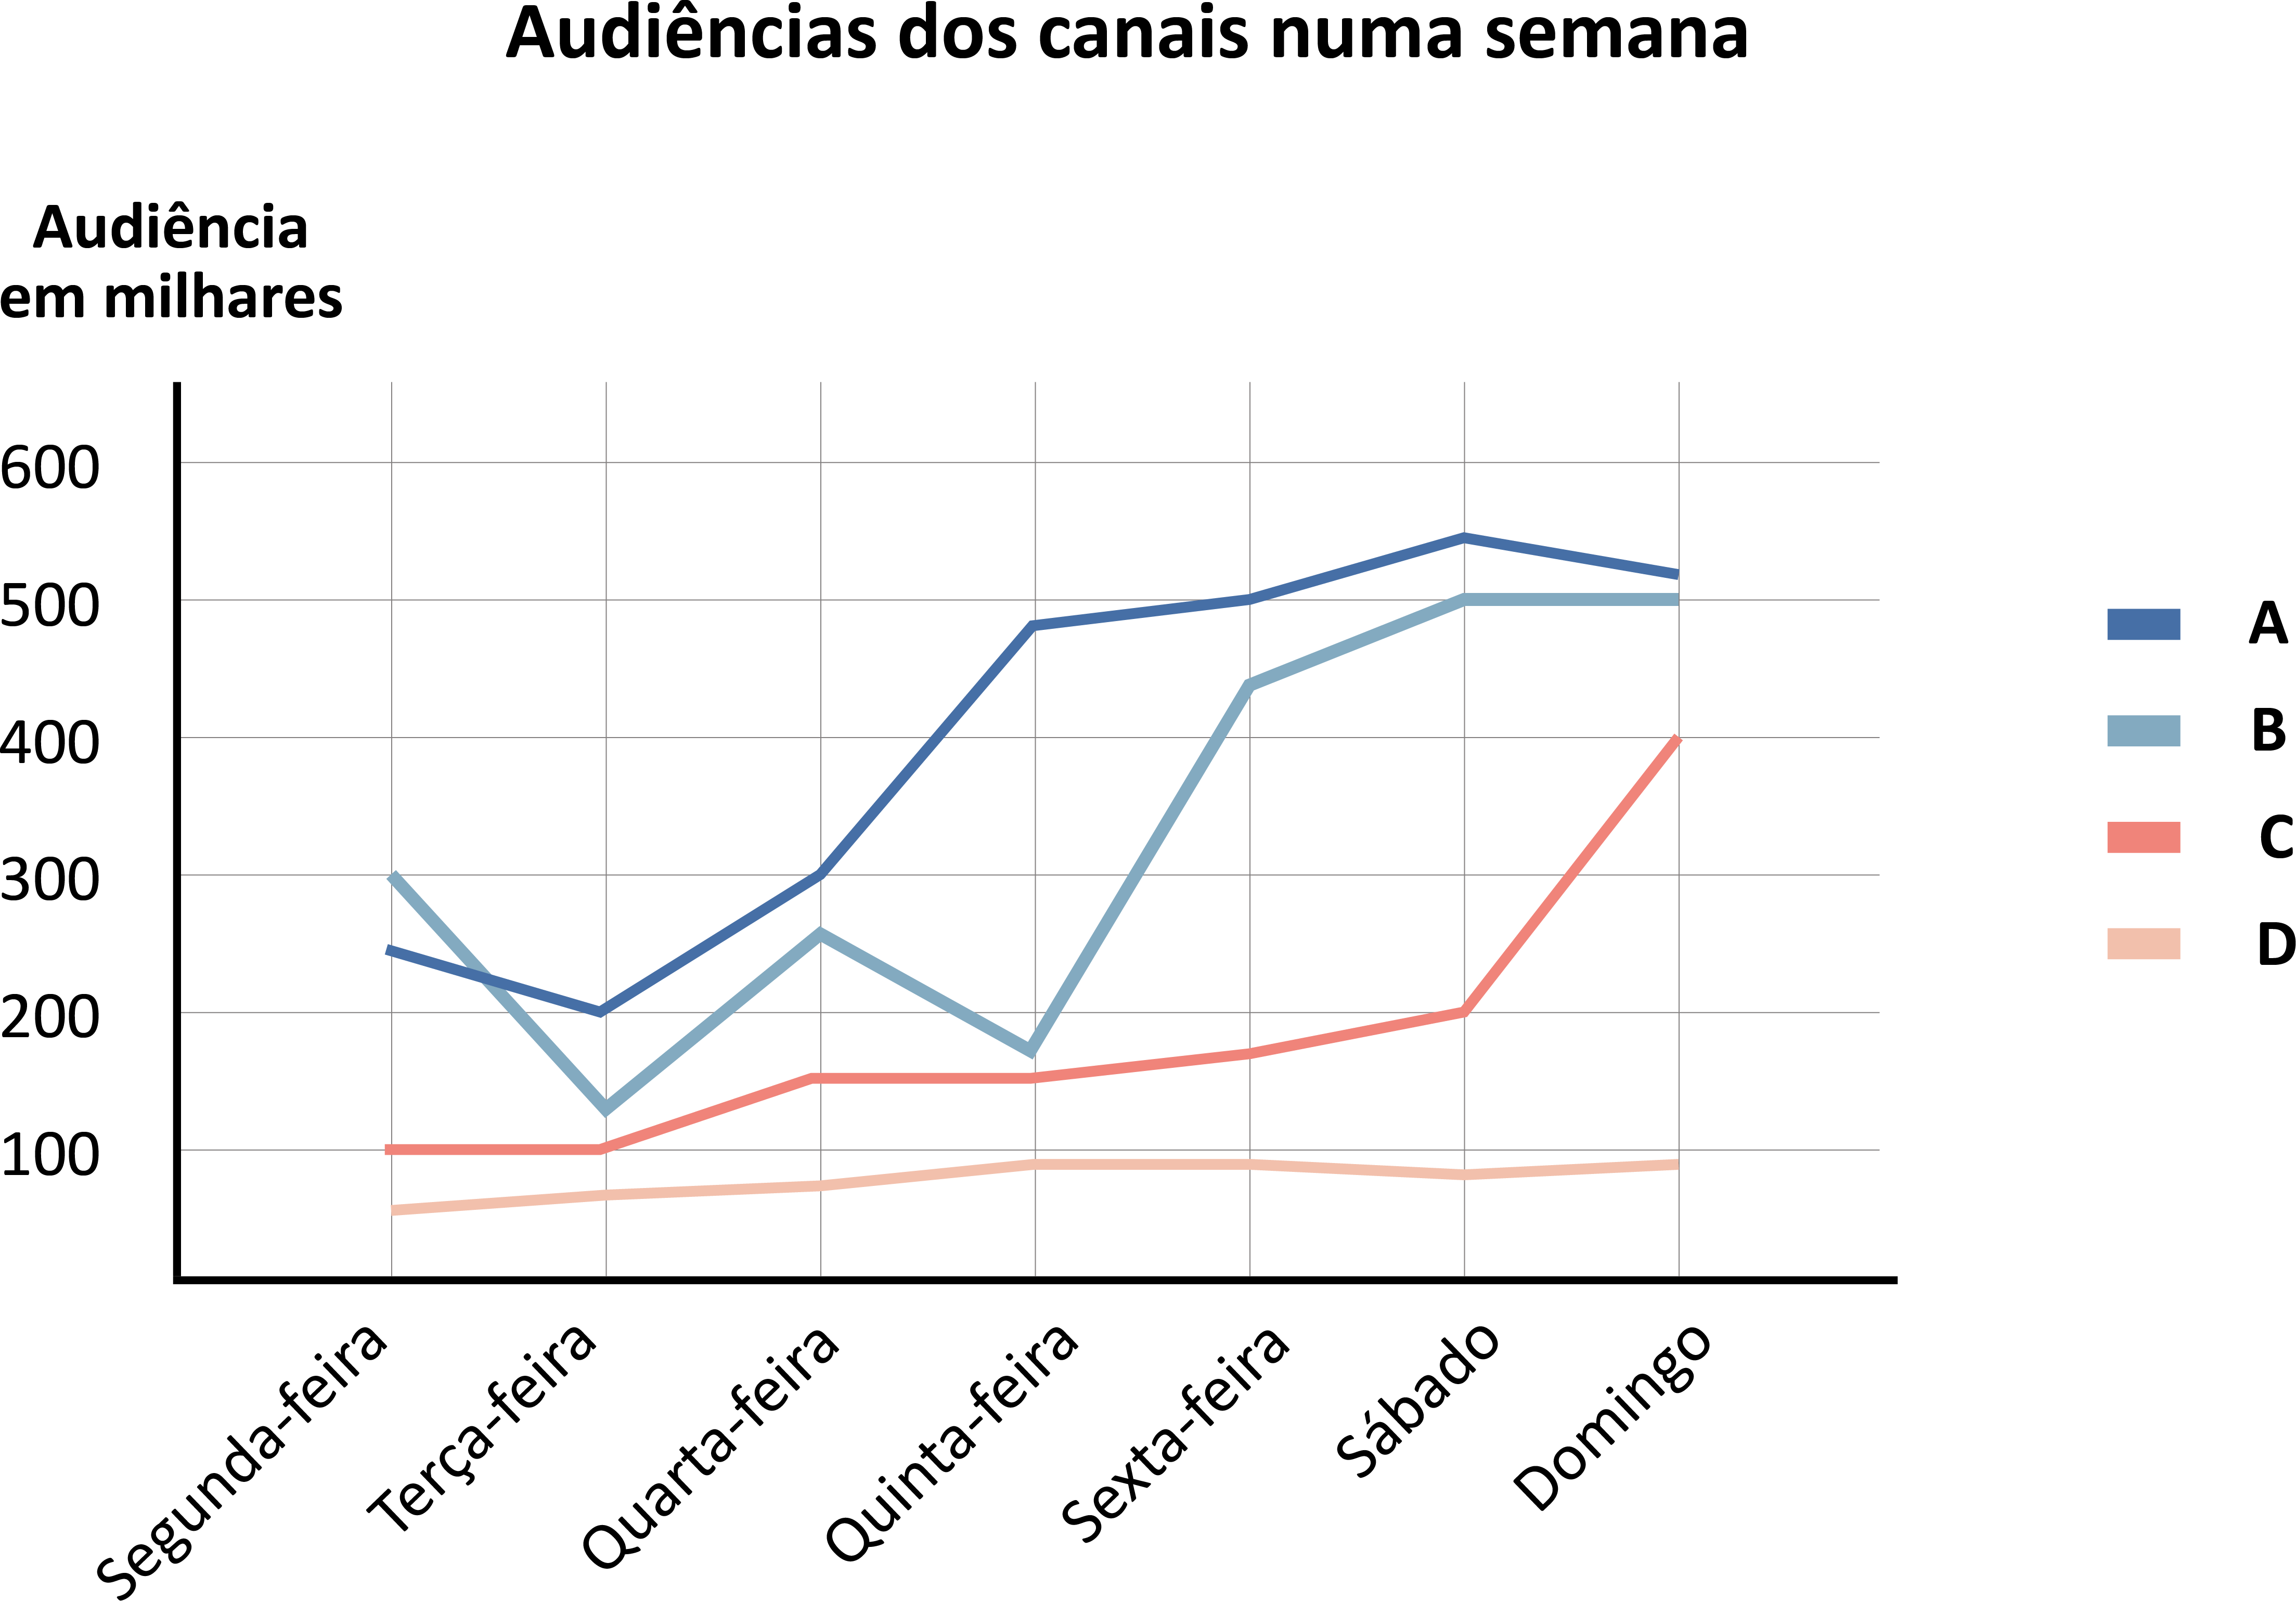 Audiências dos canais numa semana
Audiência
em milhares
600
500
400
300
200
100
A
B
C
D
Segunda-feira
Terça-feira
Quarta-feira
Quinta-feira
Sexta-feira
Sábado
Domingo